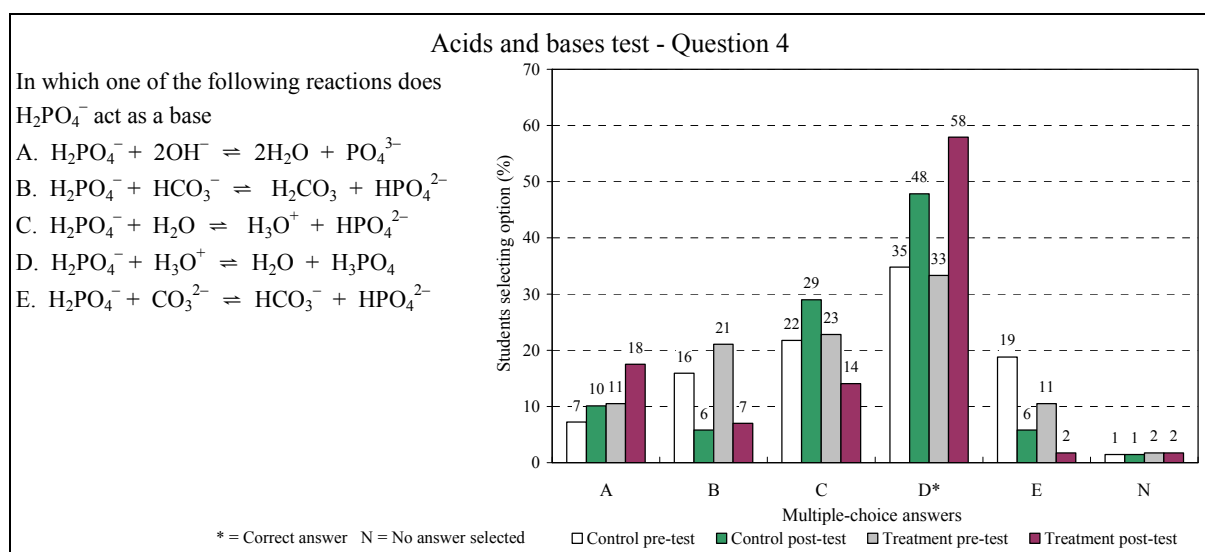 Acids and bases test - Question 4
In which one of the following reactions does
H₂PO₄⁻ act as a base
A. H₂PO₄⁻ + 2OH⁻ ⇌ 2H₂O + PO₄³⁻
B. H₂PO₄⁻ + HCO₃⁻ ⇌ H₂CO₃ + HPO₄²⁻
C. H₂PO₄⁻ + H₂O ⇌ H₃O⁺ + HPO₄²⁻
D. H₂PO₄⁻ + H₃O⁺ ⇌ H₂O + H₃PO₄
E. H₂PO₄⁻ + CO₃²⁻ ⇌ HCO₃⁻ + HPO₄²⁻
Students selecting option (%)
70
60
50
40
30
20
10
0
7 10 11 18
16 6 21 7
22 29 23 14
35 48 33 58
19 6 11 2
1 1 2 2
A B C D* E N
Multiple-choice answers
* = Correct answer N = No answer selected Control pre-test Control post-test Treatment pre-test Treatment post-test